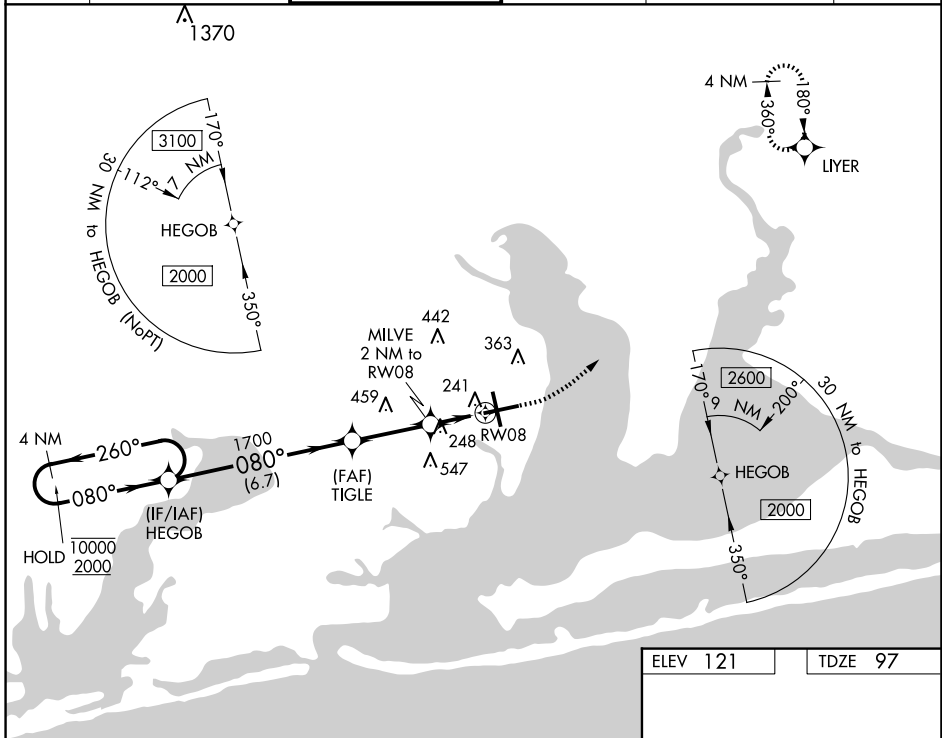 1370
4 NM
180°
360°
LIYER
170°
3100
7 NM
112°
30 NM to HEGOB (NoPT)
HEGOB
2000
350°
442
MILVE
2 NM to
RW08
363
459
241
248
RW08
547
4 NM
260°
080°
1700
080°
(6.7)
(FAF)
TIGLE
(IF/IAF)
HEGOB
HOLD
10000
2000
170°
2600
9 NM
200°
30 NM to HEGOB
HEGOB
2000
350°
ELEV 121
TDZE 97